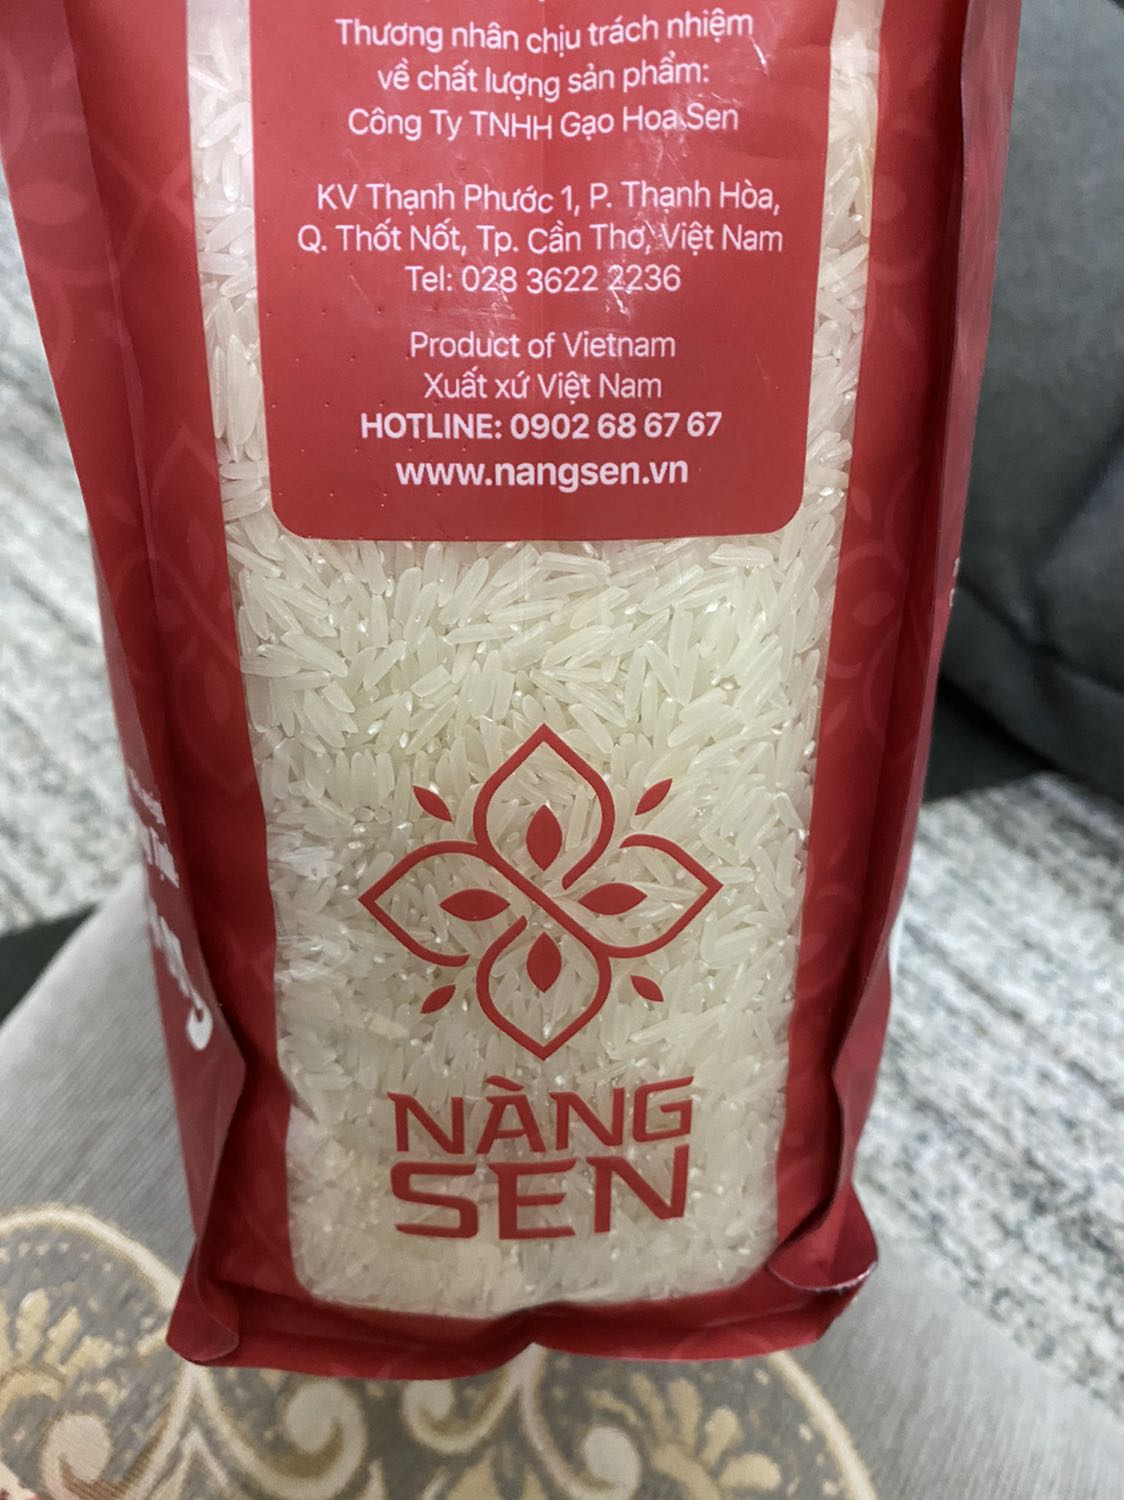 Thương nhân chịu trách nhiệm
về chất lượng sản phẩm:
Công Ty TNHH Gạo Hoa Sen
KV Thạnh Phước 1, P. Thạnh Hòa,
Q. Thốt Nốt, Tp. Cần Thơ, Việt Nam
Tel: 028 3622 2236
Product of Vietnam
Xuất xứ Việt Nam
HOTLINE: 0902 68 67 67
www.nangsen.vn
NÀNG
SEN